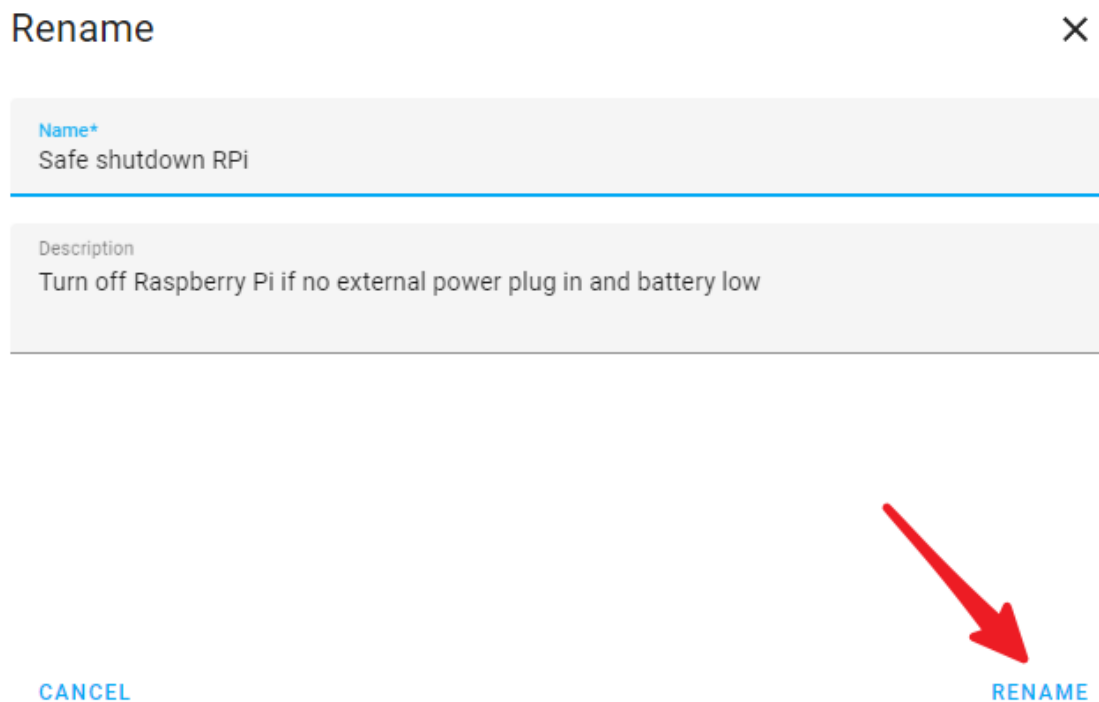 Rename
Name*
Safe shutdown RPi
Description
Turn off Raspberry Pi if no external power plug in and battery low
CANCEL
RENAME